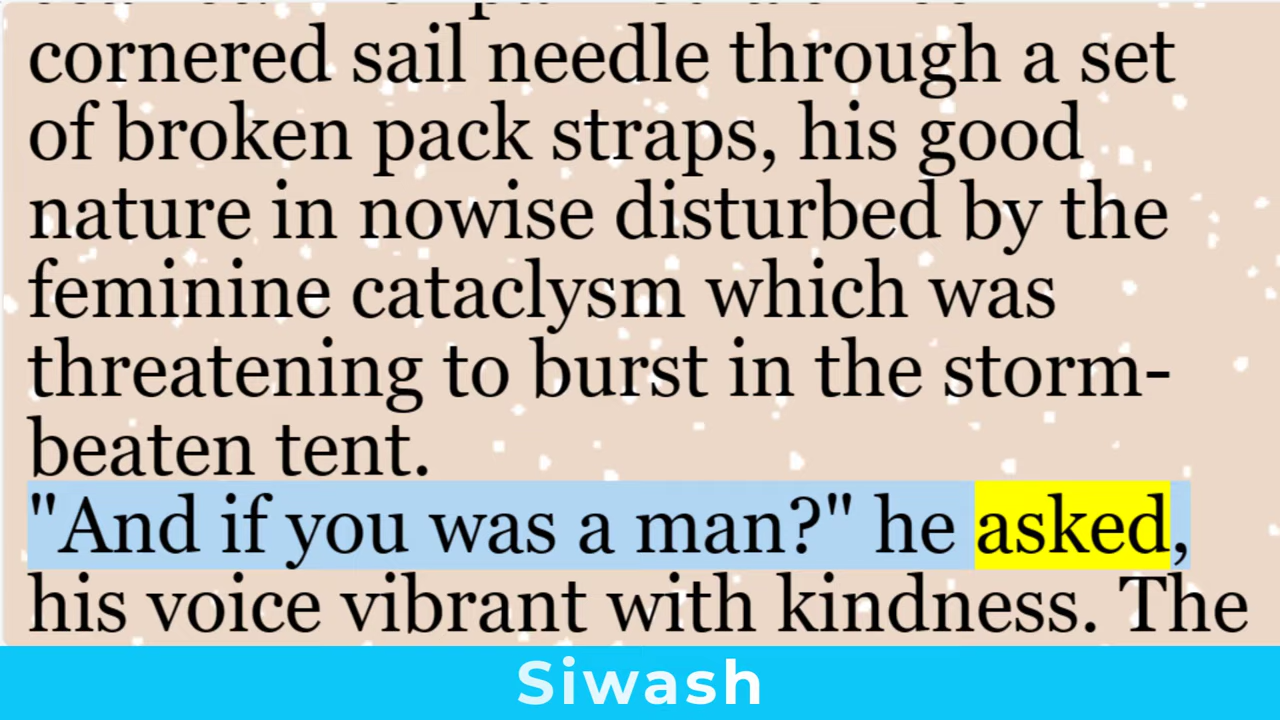 cornered sail needle through a set
of broken pack straps, his good
nature in nowise disturbed by the
feminine cataclysm which was
threatening to burst in the storm-
beaten tent.
"And if you was a man?" he asked,
his voice vibrant with kindness. The
Siwash